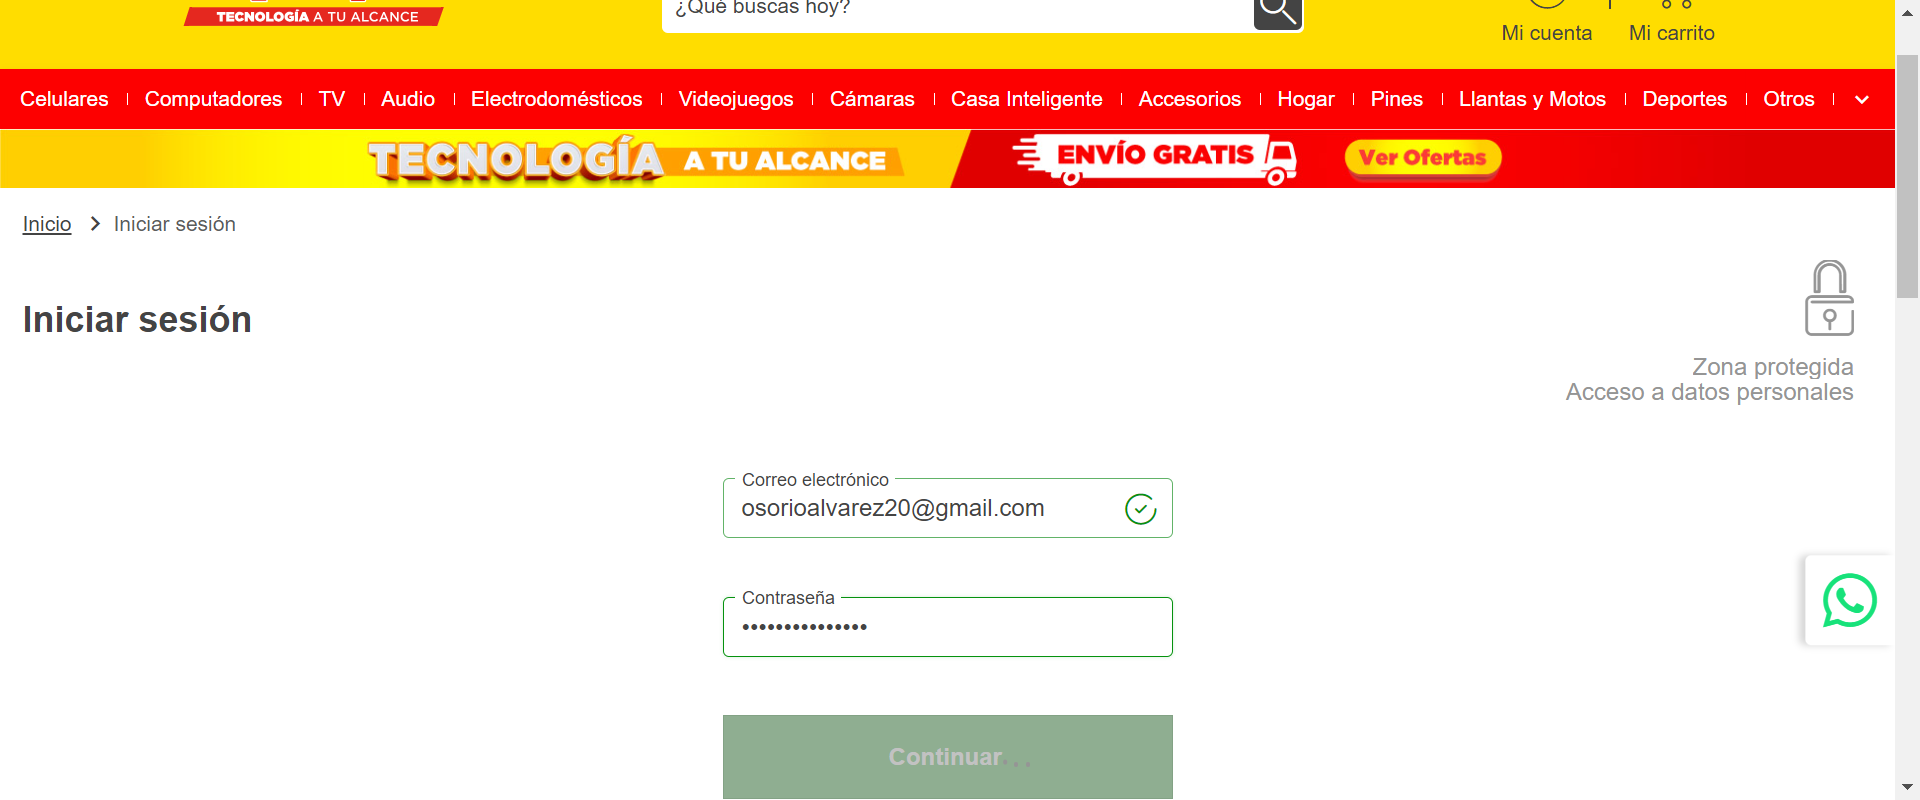 TECNOLOGÍA A TU ALCANCE
¿Qué buscas hoy?
Mi cuenta
Mi carrito
Celulares
Computadores
TV
Audio
Electrodomésticos
Videojuegos
Cámaras
Casa Inteligente
Accesorios
Hogar
Pines
Llantas y Motos
Deportes
Otros
TECNOLOGÍA A TU ALCANCE
ENVÍO GRATIS
Ver Ofertas
Inicio
Iniciar sesión
Iniciar sesión
Zona protegida
Acceso a datos personales
Correo electrónico
osorioalvarez20@gmail.com
Contraseña
•••••••••••••••
Continuar...